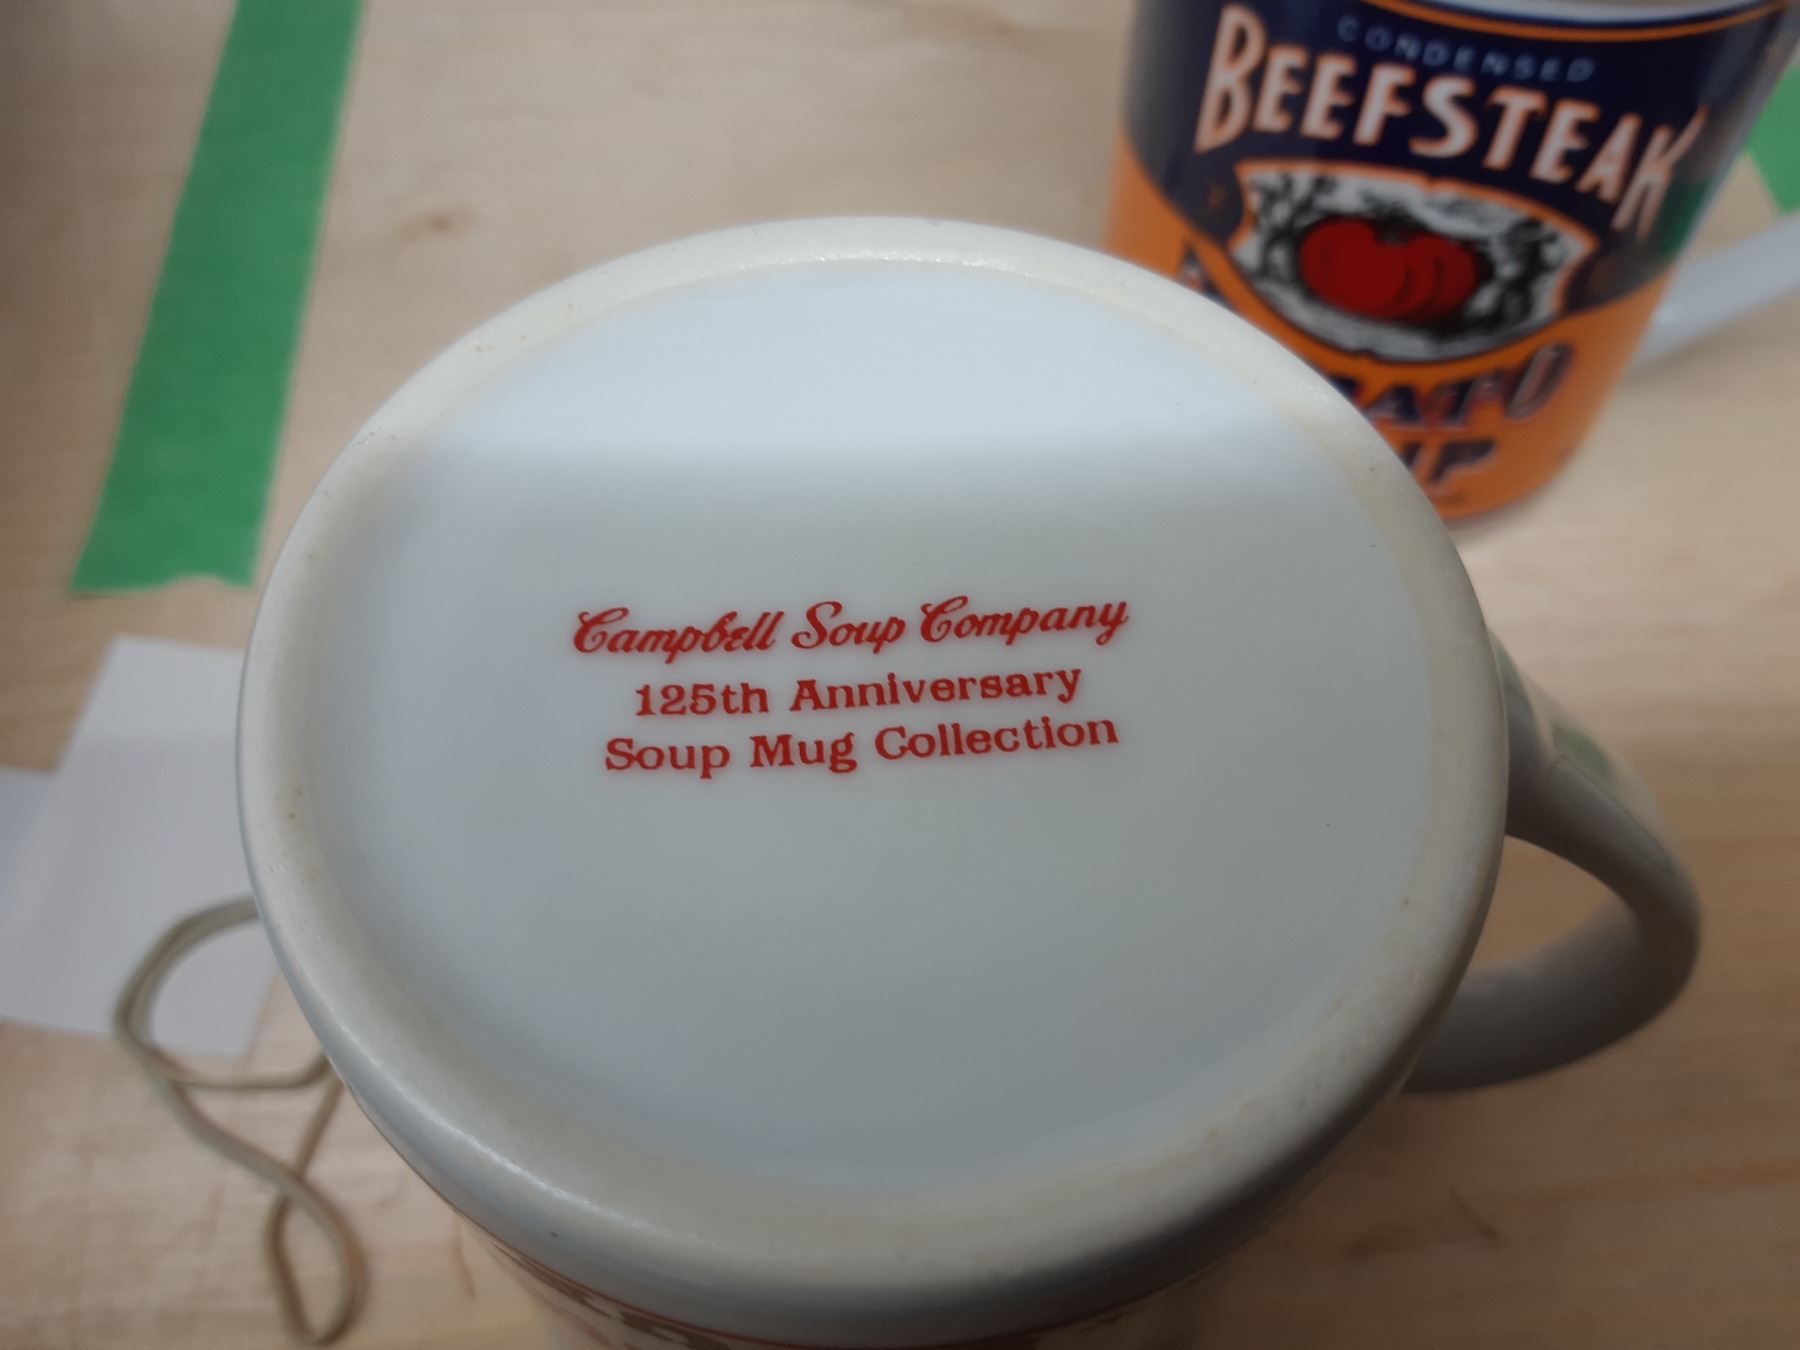 CONDENSED
BEEFSTEAK
Campbell Soup Company
125th Anniversary
Soup Mug Collection